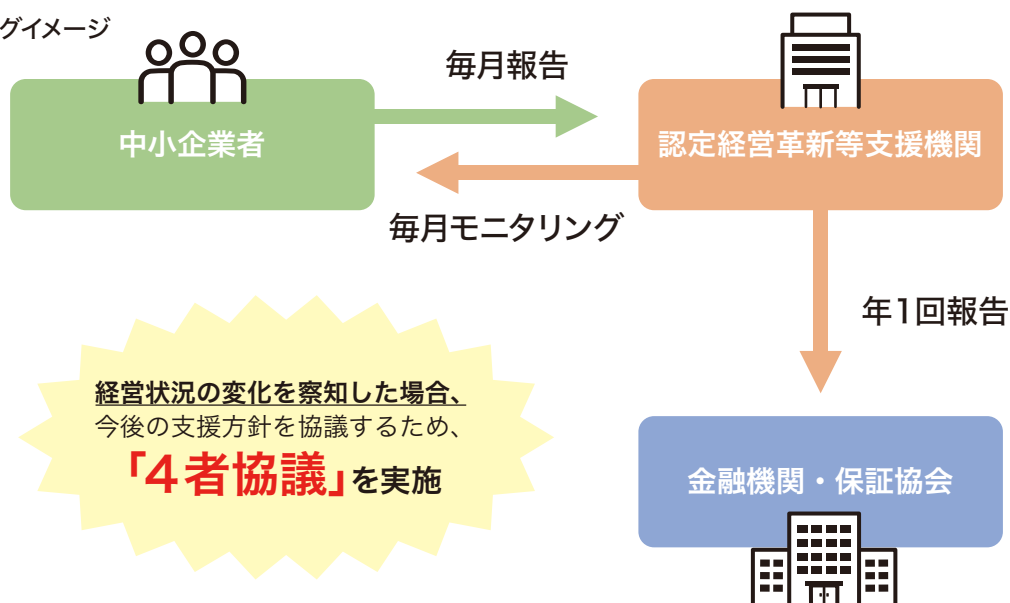 グイメージ
毎月報告
中小企業者
認定経営革新等支援機関
毎月モニタリング
年1回報告
経営状況の変化を察知した場合、
今後の支援方針を協議するため、
「4者協議」を実施
金融機関・保証協会